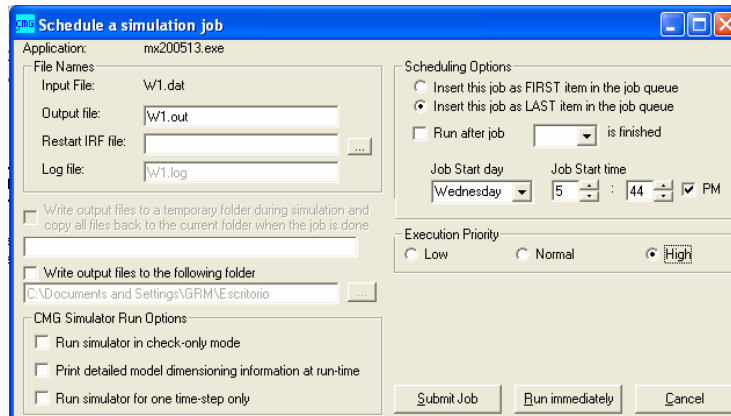 CMG Schedule a simulation job
Application: mx200513.exe
File Names
Input File: W1.dat
Output file: W1.out
Restart IRF file:
...
Log file: W1.log
Write output files to a temporary folder during simulation and
copy all files back to the current folder when the job is done
Write output files to the following folder
C:\Documents and Settings\GRM\Escritorio
...
CMG Simulator Run Options
Run simulator in check-only mode
Print detailed model dimensioning information at run-time
Run simulator for one time-step only
Scheduling Options
Insert this job as FIRST item in the job queue
Insert this job as LAST item in the job queue
Run after job is finished
Job Start day Job Start time
Wednesday 5 : 44 PM
Execution Priority
Low Normal High
Submit Job Run immediately Cancel